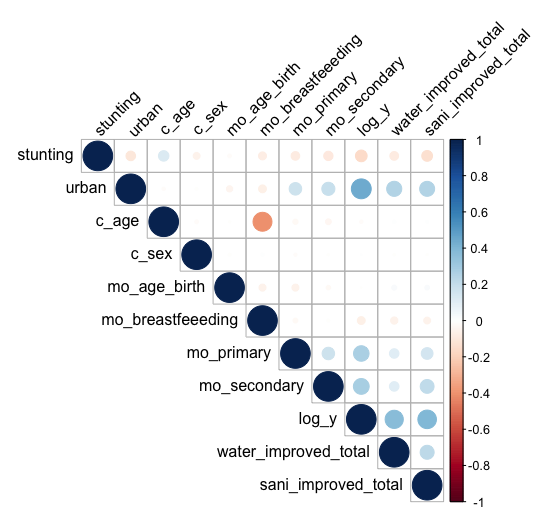 stunting
urban
c_age
c_sex
mo_age_birth
mo_breastfeeeding
mo_primary
mo_secondary
log_y
water_improved_total
sani_improved_total
stunting
urban
c_age
c_sex
mo_age_birth
mo_breastfeeeding
mo_primary
mo_secondary
log_y
water_improved_total
sani_improved_total
1
0.8
0.6
0.4
0.2
0
-0.2
-0.4
-0.6
-0.8
-1